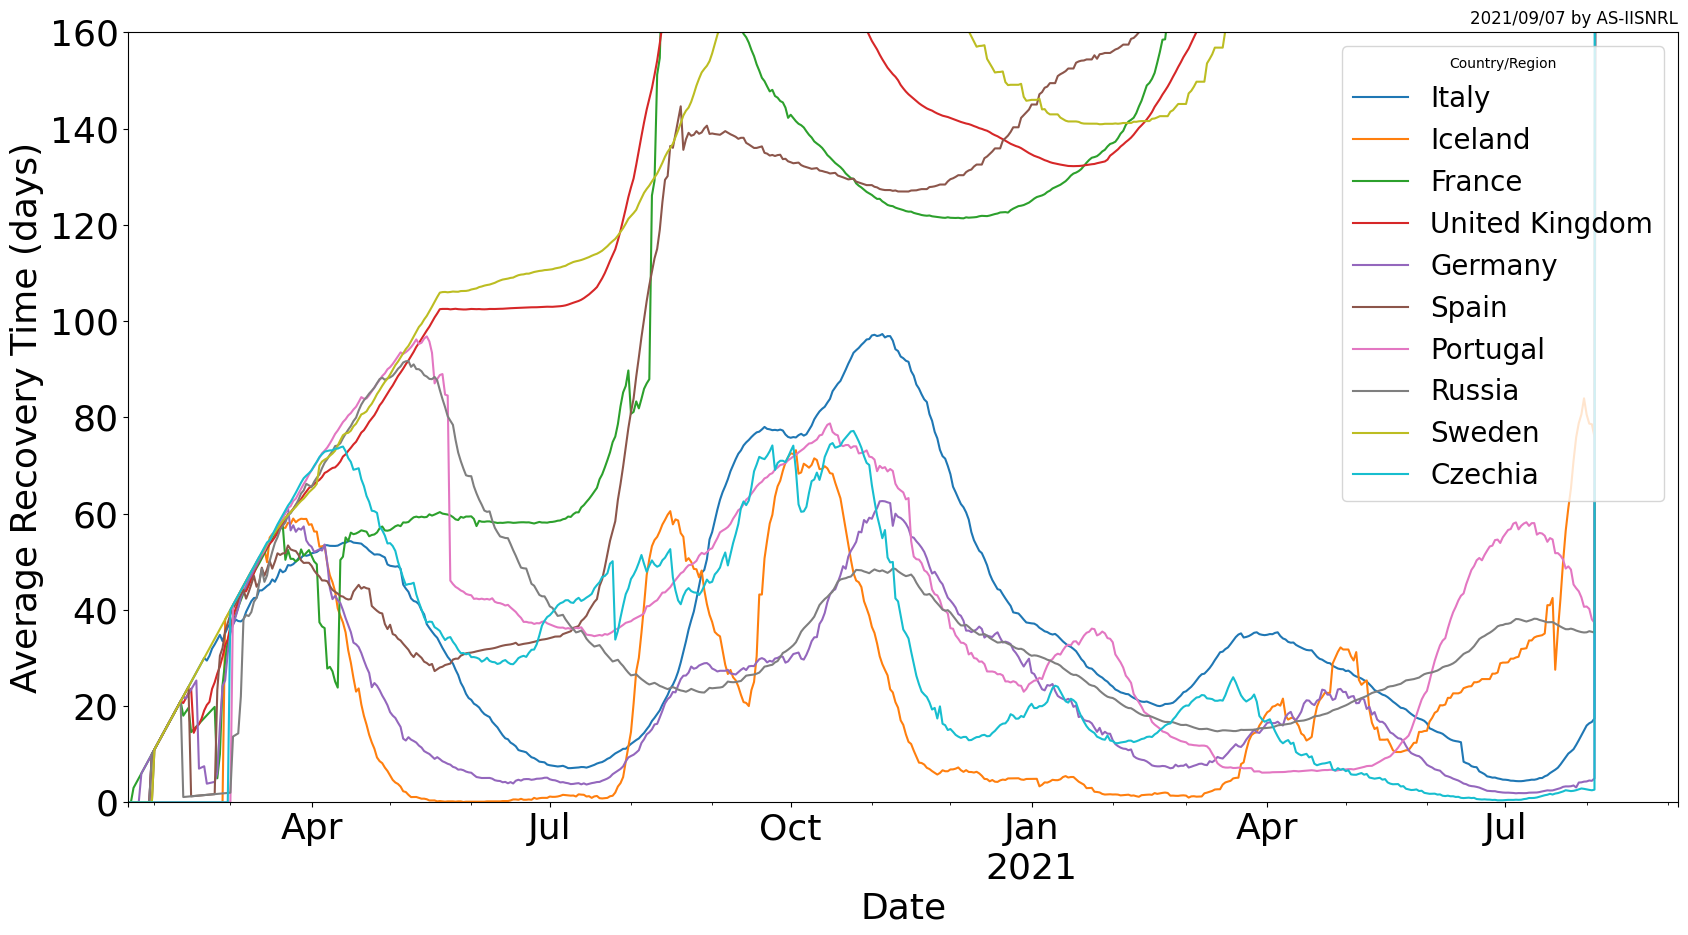 2021/09/07 by AS-IISNRL
Average Recovery Time (days)
160
140
120
100
80
60
40
20
0
Country/Region
Italy
Iceland
France
United Kingdom
Germany
Spain
Portugal
Russia
Sweden
Czechia
Apr Jul Oct Jan Apr Jul
2021
Date